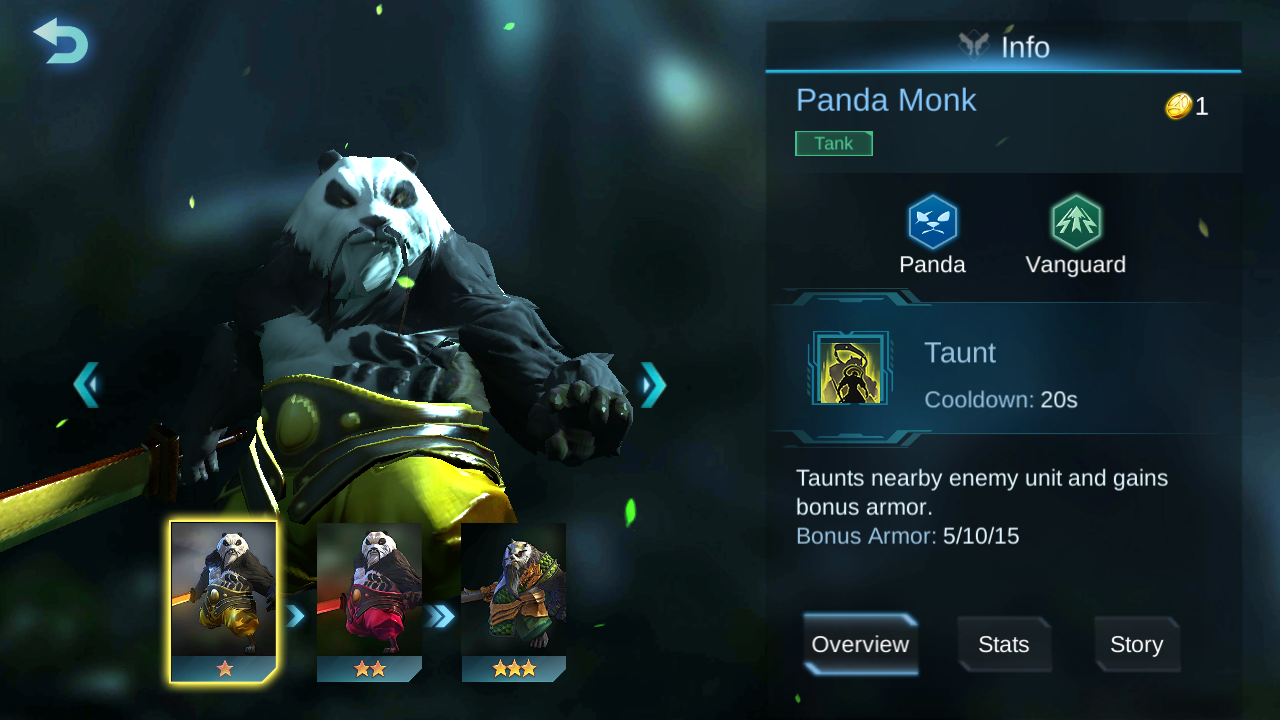 Info
Panda Monk
1
Tank
Panda
Vanguard
Taunt
Cooldown: 20s
Taunts nearby enemy unit and gains
bonus armor.
Bonus Armor: 5/10/15
Overview
Stats
Story